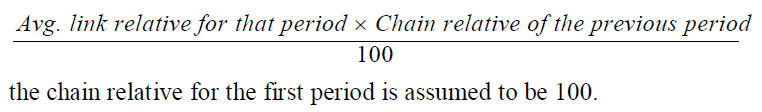 Avg. link relative for that period × Chain relative of the previous period
100
the chain relative for the first period is assumed to be 100.